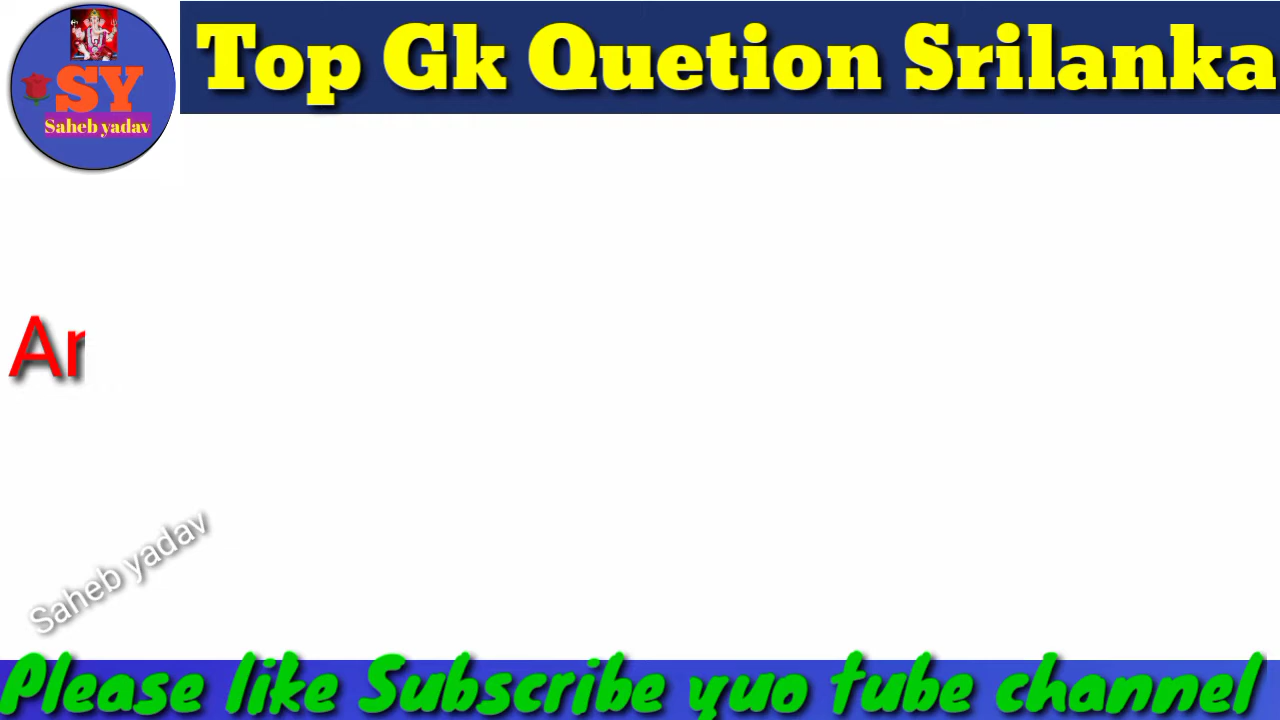 Top Gk Quetion Srilanka
SY
Saheb yadav
Ar
Saheb yadav
Please like Subscribe yuo tube channel